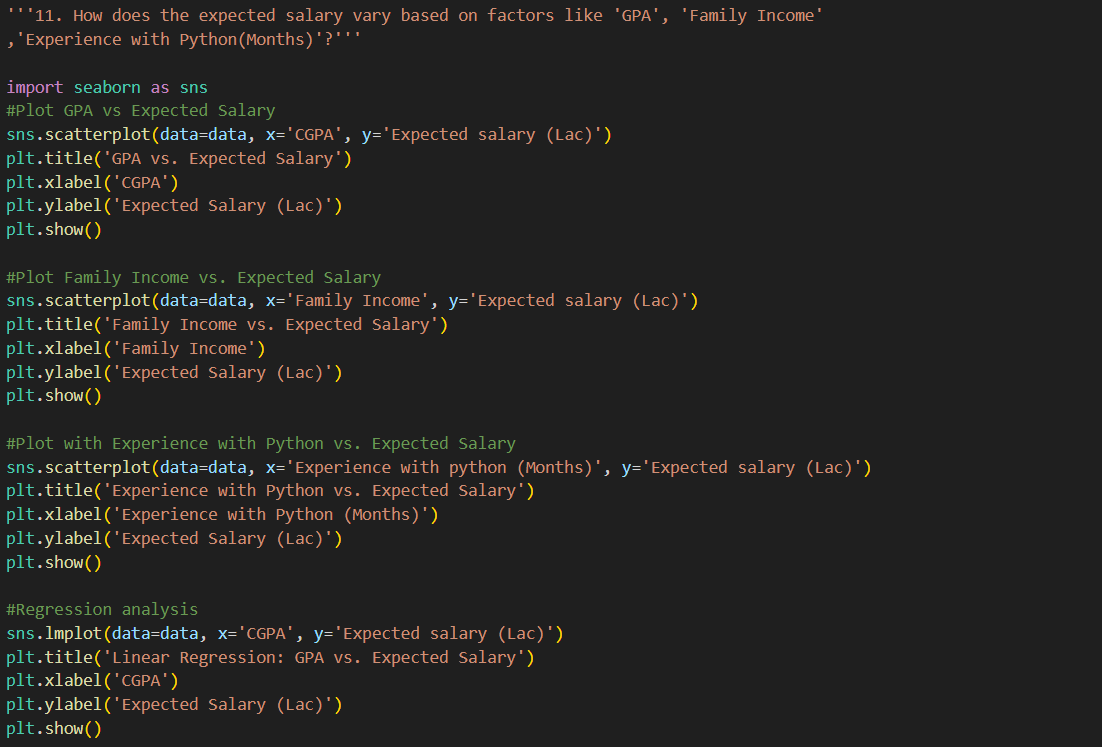 '''11. How does the expected salary vary based on factors like 'GPA', 'Family Income'
,'Experience with Python(Months)'?'''
import seaborn as sns
#Plot GPA vs Expected Salary
sns.scatterplot(data=data, x='CGPA', y='Expected salary (Lac)')
plt.title('GPA vs. Expected Salary')
plt.xlabel('CGPA')
plt.ylabel('Expected Salary (Lac)')
plt.show()
#Plot Family Income vs. Expected Salary
sns.scatterplot(data=data, x='Family Income', y='Expected salary (Lac)')
plt.title('Family Income vs. Expected Salary')
plt.xlabel('Family Income')
plt.ylabel('Expected Salary (Lac)')
plt.show()
#Plot with Experience with Python vs. Expected Salary
sns.scatterplot(data=data, x='Experience with python (Months)', y='Expected salary (Lac)')
plt.title('Experience with Python vs. Expected Salary')
plt.xlabel('Experience with Python (Months)')
plt.ylabel('Expected Salary (Lac)')
plt.show()
#Regression analysis
sns.lmplot(data=data, x='CGPA', y='Expected salary (Lac)')
plt.title('Linear Regression: GPA vs. Expected Salary')
plt.xlabel('CGPA')
plt.ylabel('Expected Salary (Lac)')
plt.show()